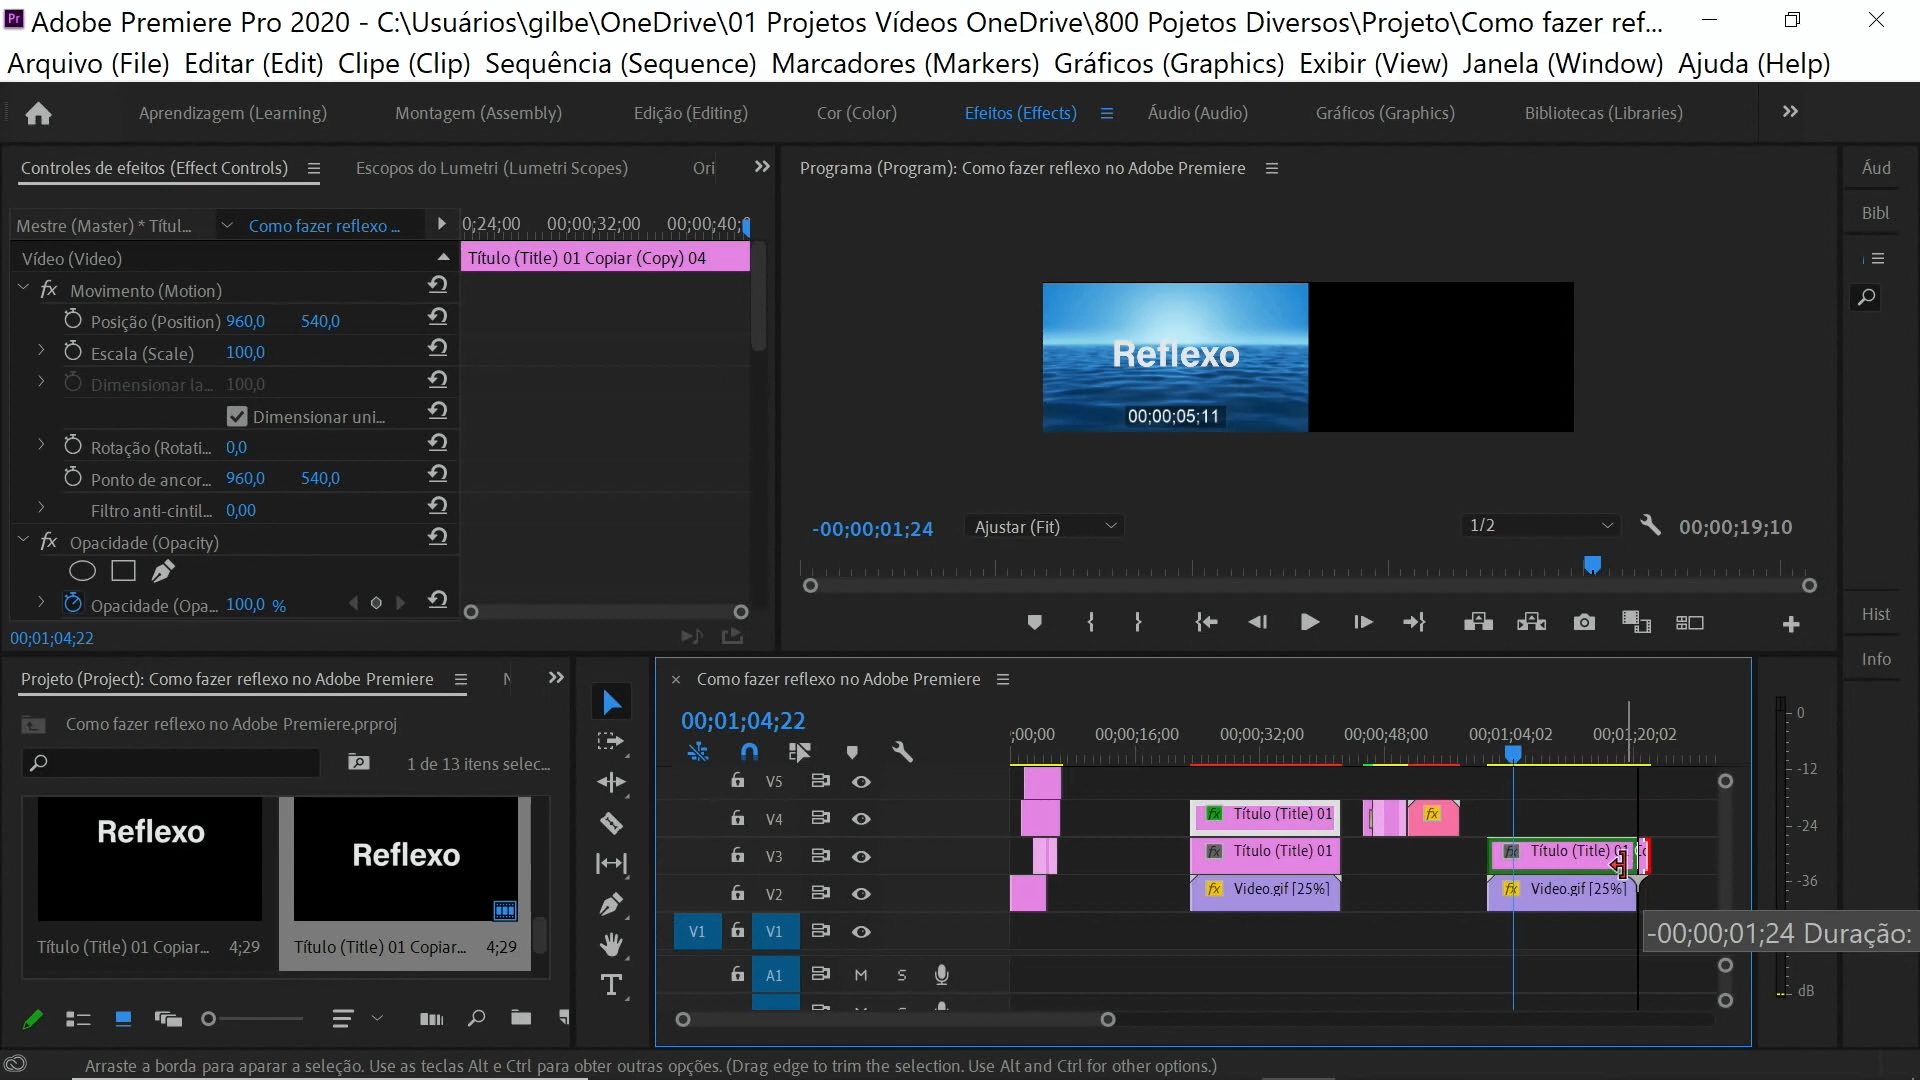 Pr Adobe Premiere Pro 2020 - C:\Usuários\gilbe\OneDrive\01 Projetos Vídeos OneDrive\800 Pojetos Diversos\Projeto\Como fazer ref...
Arquivo (File) Editar (Edit) Clipe (Clip) Sequência (Sequence) Marcadores (Markers) Gráficos (Graphics) Exibir (View) Janela (Window) Ajuda (Help)
Aprendizagem (Learning) Montagem (Assembly) Edição (Editing) Cor (Color) Efeitos (Effects) Áudio (Audio) Gráficos (Graphics) Bibliotecas (Libraries)
Controles de efeitos (Effect Controls) Escopos do Lumetri (Lumetri Scopes) Ori
Programa (Program): Como fazer reflexo no Adobe Premiere
Áud
Bibl
Mestre (Master) * Títul... Como fazer reflexo ...
0;24;00 00;00;32;00 00;00;40;0
Vídeo (Video)
Título (Title) 01 Copiar (Copy) 04
fx Movimento (Motion)
Posição (Position) 960,0 540,0
Escala (Scale) 100,0
Dimensionar la... 100,0
Dimensionar uni...
Rotação (Rotati... 0,0
Ponto de ancor... 960,0 540,0
Filtro anti-cintil... 0,00
fx Opacidade (Opacity)
Opacidade (Opa... 100,0 %
00;01;04;22
Reflexo
00;00;05;11
-00;00;01;24 Ajustar (Fit) 1/2 00;00;19;10
Hist
Info
Projeto (Project): Como fazer reflexo no Adobe Premiere
Como fazer reflexo no Adobe Premiere.prproj
1 de 13 itens selec...
Reflexo
Reflexo
Título (Title) 01 Copiar... 4;29
Título (Title) 01 Copiar... 4;29
T
× Como fazer reflexo no Adobe Premiere
00;01;04;22
;00;00 00;00;16;00 00;00;32;00 00;00;48;00 00;01;04;02 00;01;20;02
V5
V4 fx Título (Title) 01 fx
V3 fx Título (Title) 01 fx Título (Title) 01 Co
V2 fx Video.gif [25%] fx Video.gif [25%]
V1 V1
A1 M S
-00;00;01;24 Duração:
0
-12
-24
-36
dB
Arraste a borda para aparar a seleção. Use as teclas Alt e Ctrl para obter outras opções. (Drag edge to trim the selection. Use Alt and Ctrl for other options.)